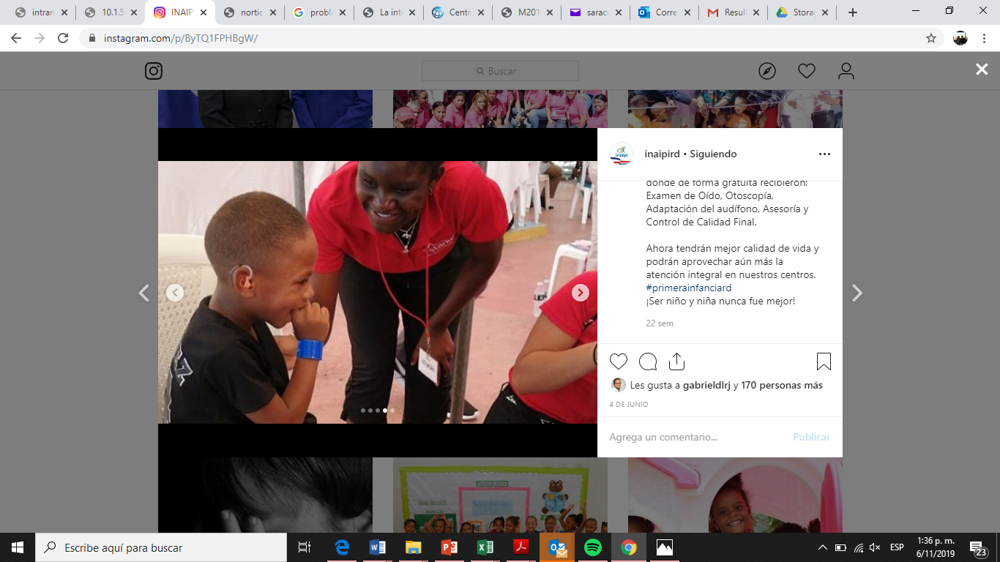 intran
10.1.5
INAIP
nortic
proble
La inte
Centr
M201
saracu
Corre
Result
Storag
instagram.com/p/ByTQ1FPHBgW/
Buscar
inaipird • Siguiendo
donde de forma gratuita recibieron:
Examen de Oído, Otoscopía,
Adaptación del audífono, Asesoría y
Control de Calidad Final.
Ahora tendrán mejor calidad de vida y
podrán aprovechar aún más la
atención integral en nuestros centros.
#primerainfanciard
¡Ser niño y niña nunca fue mejor!
22 sem
Les gusta a gabrieldlrj y 170 personas más
4 DE JUNIO
Agrega un comentario...
Publicar
Escribe aquí para buscar
ESP
1:36 p. m.
6/11/2019
23